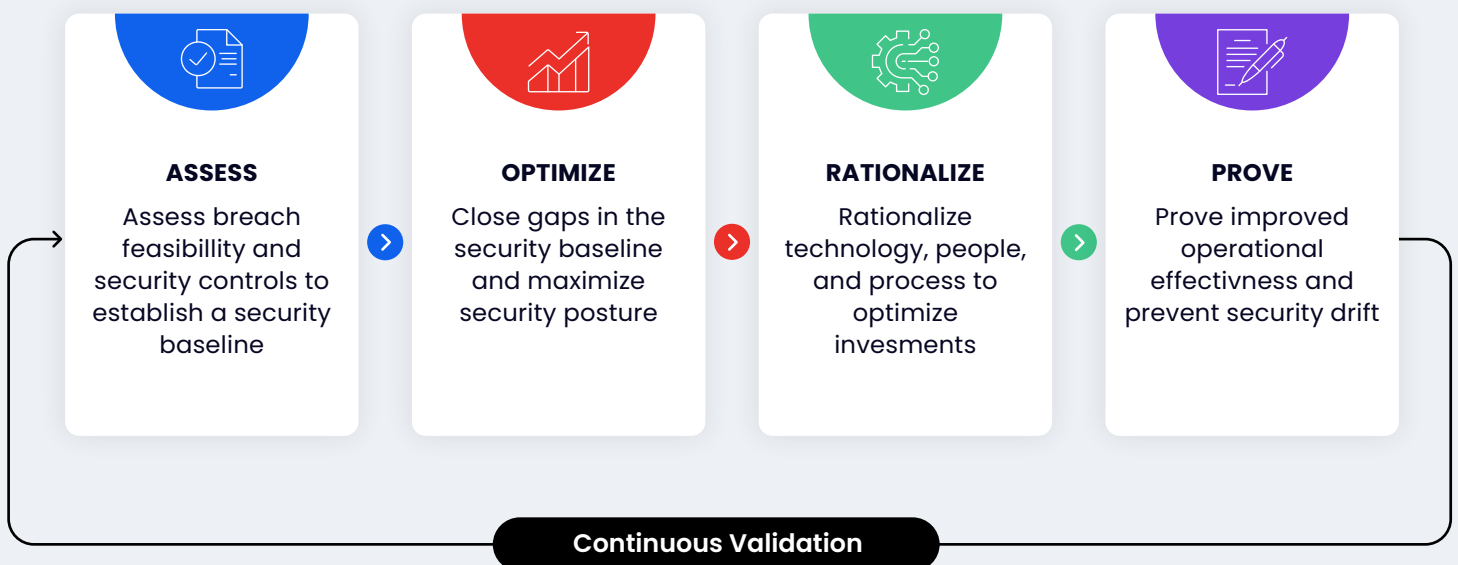 ASSESS
Assess breach
feasibillity and
security controls to
establish a security
baseline
OPTIMIZE
Close gaps in the
security baseline
and maximize
security posture
RATIONALIZE
Rationalize
technology, people,
and process to
optimize
invesments
PROVE
Prove improved
operational
effectivness and
prevent security drift
Continuous Validation